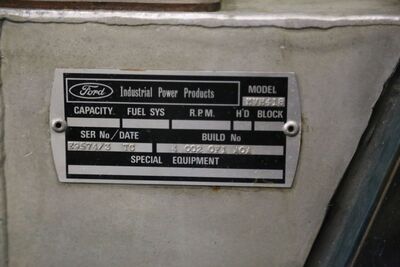 Ford Industrial Power Products MODEL
CAPACITY. FUEL SYS R.P.M. H'D BLOCK
SER No/DATE BUILD No
SPECIAL EQUIPMENT